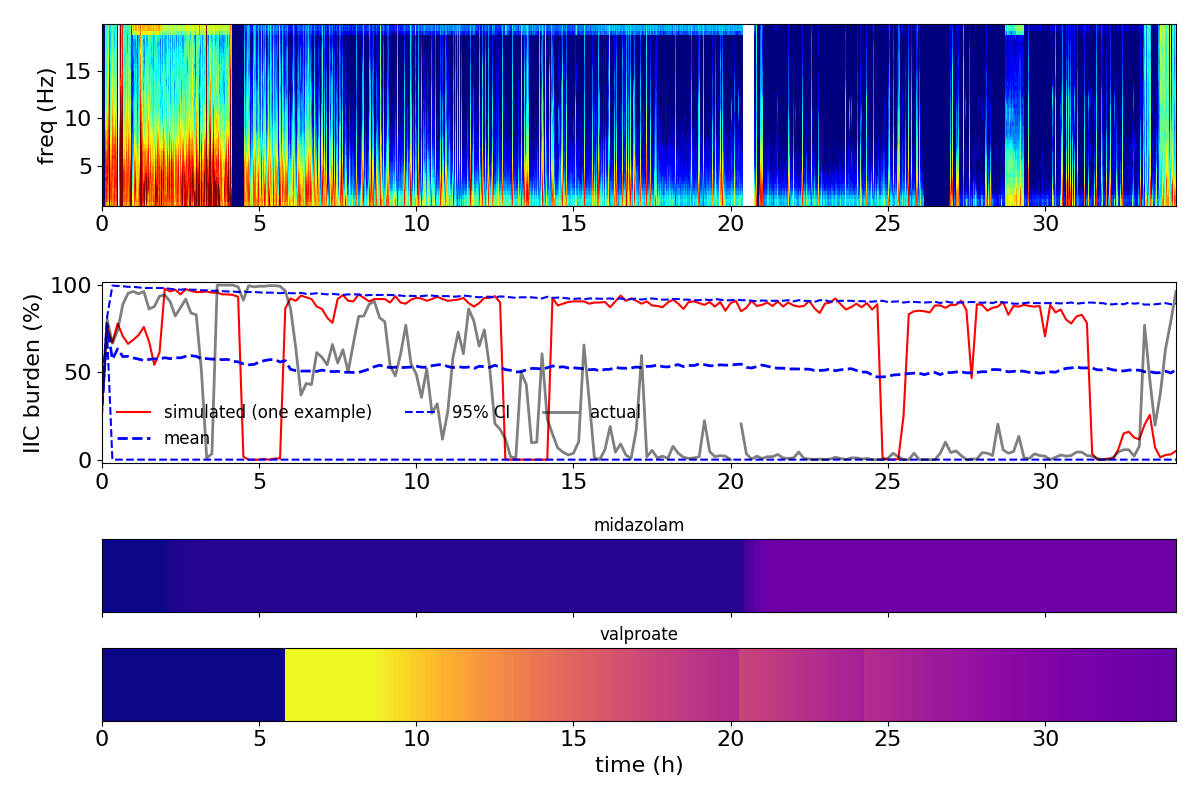 freq (Hz)
15
10
5
0 5 10 15 20 25 30
IIC burden (%)
100
50
0
simulated (one example) 95% CI actual
mean
0 5 10 15 20 25 30
midazolam
valproate
0 5 10 15 20 25 30
time (h)